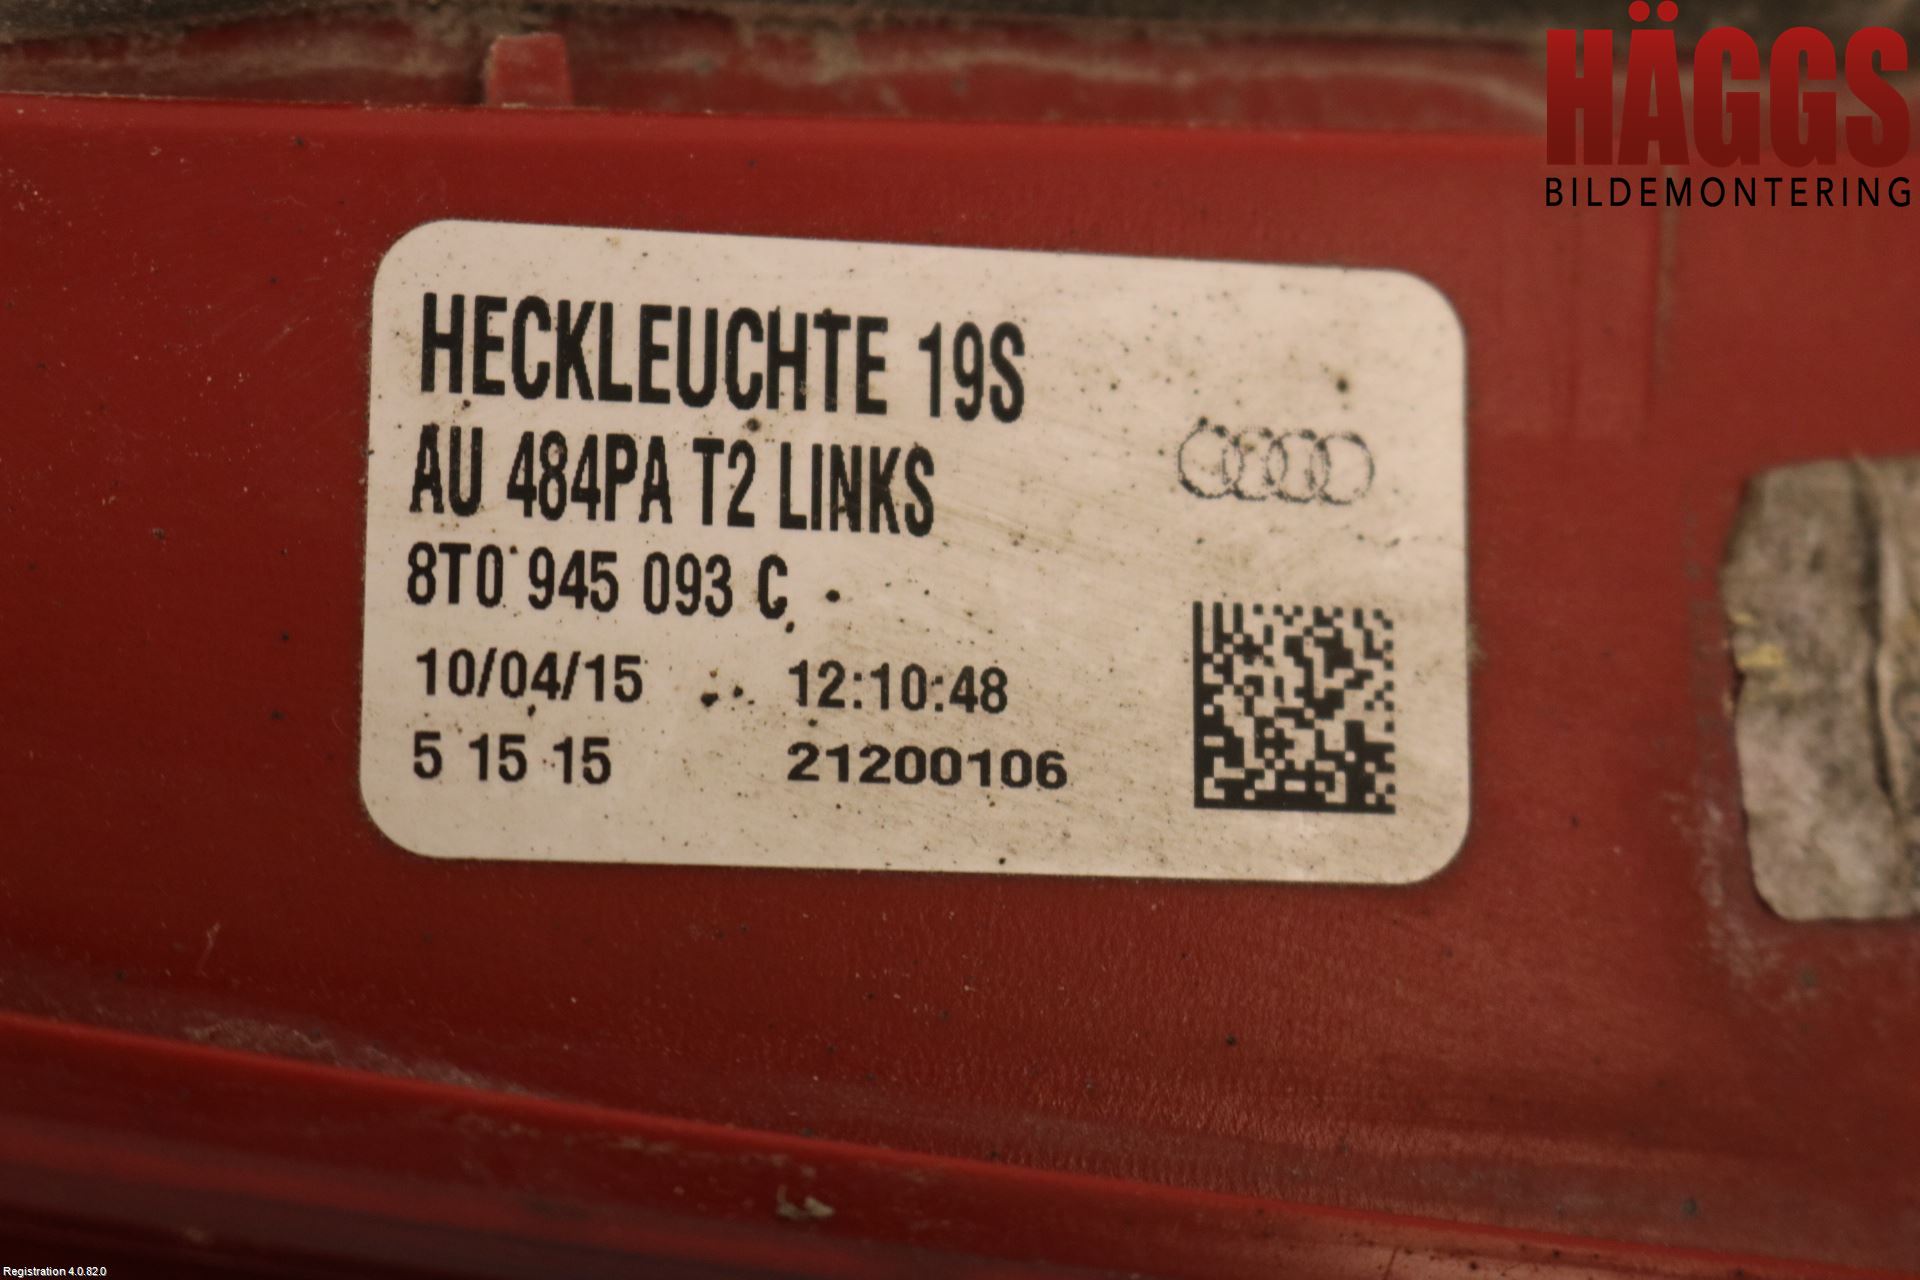 HÄGGS
BILDEMONTERING
HECKLEUCHTE 19S
AU 484PA T2 LINKS
8T0 945 093 C
10/04/15 12:10:48
5 15 15 21200106
Registration 4.0.82.0